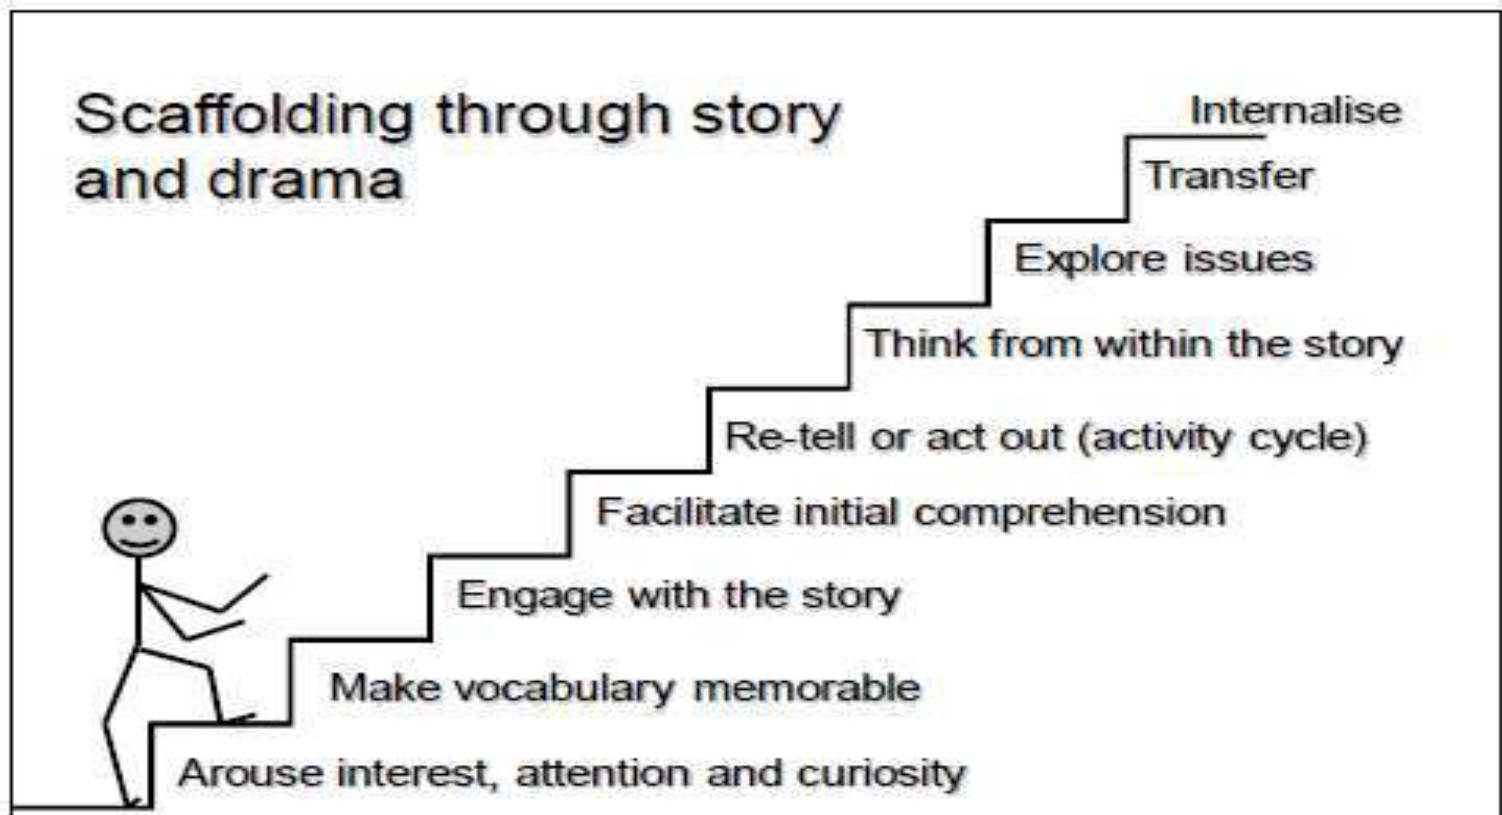 Scaffolding through story
and drama
Internalise
Transfer
Explore issues
Think from within the story
Re-tell or act out (activity cycle)
Facilitate initial comprehension
Engage with the story
Make vocabulary memorable
Arouse interest, attention and curiosity